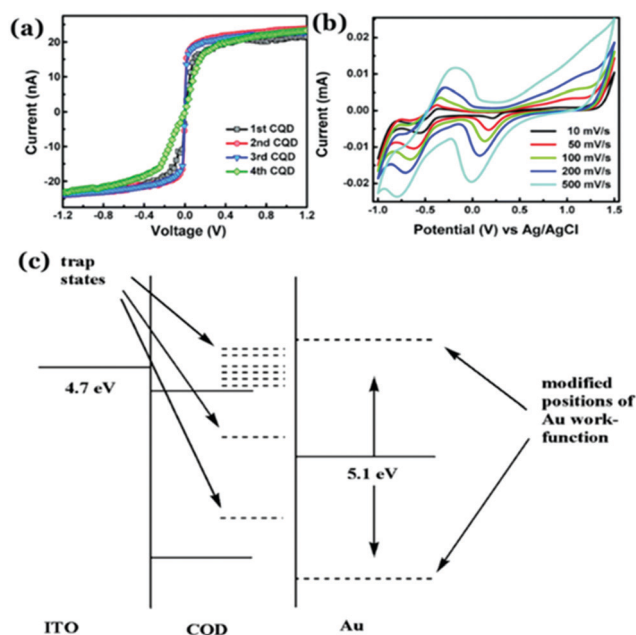 (a)
20
10
0
-10
-20
Current (nA)
1st CQD
2nd CQD
3rd CQD
4th CQD
-1.2 -0.8 -0.4 0.0 0.4 0.8 1.2
Voltage (V)
(b)
0.02
0.01
0.00
-0.01
-0.02
Current (mA)
10 mV/s
50 mV/s
100 mV/s
200 mV/s
500 mV/s
-1.0 -0.5 0.0 0.5 1.0 1.5
Potential (V) vs Ag/AgCl
(c)
trap
states
4.7 eV
5.1 eV
modified
positions of
Au work-
function
ITO CQD Au